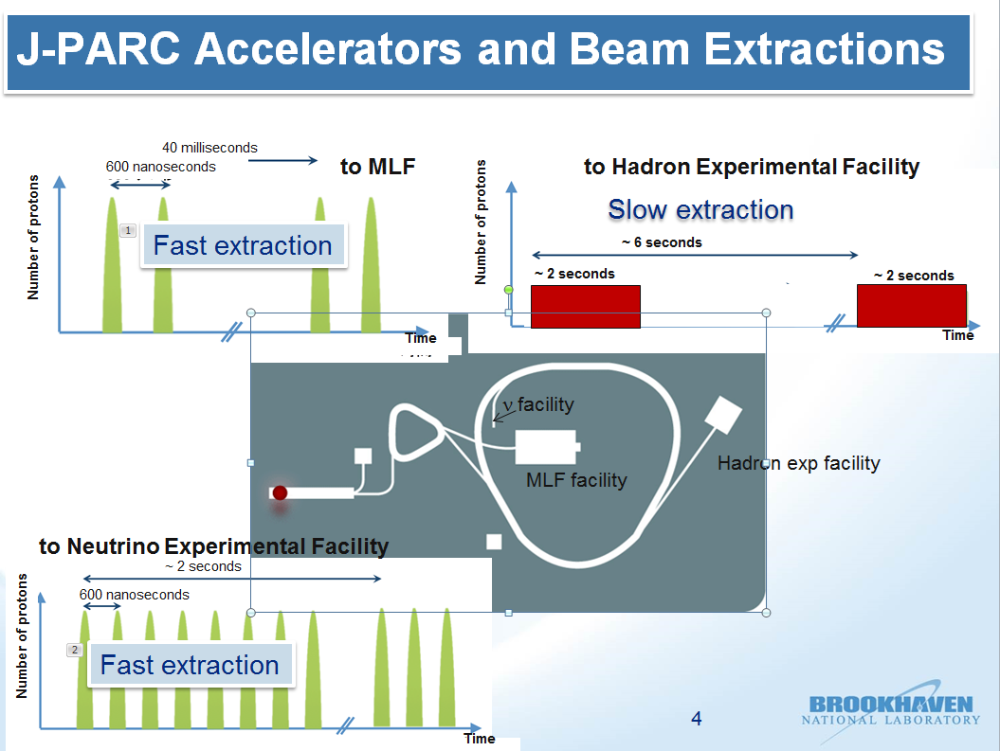 J-PARC Accelerators and Beam Extractions
40 milliseconds
600 nanoseconds
to MLF
Number of protons
1
Fast extraction
Time
to Hadron Experimental Facility
Slow extraction
Number of protons
~ 6 seconds
~ 2 seconds
~ 2 seconds
Time
ν facility
MLF facility
Hadron exp facility
to Neutrino Experimental Facility
~ 2 seconds
600 nanoseconds
Number of protons
2
Fast extraction
Time
4
BROOKHAVEN
NATIONAL LABORATORY